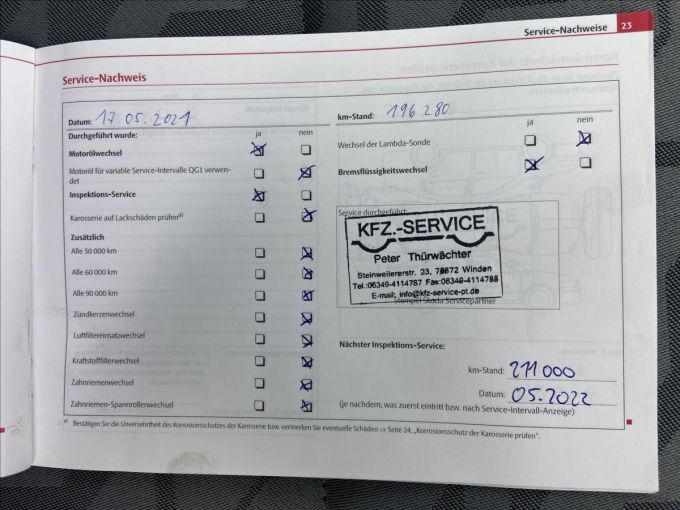 Service-Nachweise 23
Service-Nachweis
Datum: 17 05. 2021
Durchgeführt wurde: ja nein
Motorölwechsel
Motoröl für variable Service-Intervalle QG1 verwen-
det
Inspektions-Service
Karosserie auf Lackschäden prüfen a)
Zusätzlich
Alle 30 000 km
Alle 60 000 km
Alle 90 000 km
Zündkerzenwechsel
Luftfiltereinsatzwechsel
Kraftstofffilterwechsel
Zahnriemenwechsel
Zahnriemen-Spannrollenwechsel
km-Stand: 196 280
ja nein
Wechsel der Lambda-Sonde
Bremsflüssigkeitswechsel
Service durchgeführt:
KFZ.-SERVICE
Peter Thürwächter
Steinweilererstr. 23, 76872 Winden
Tel.:06349-4114787 Fax:06349-4114788
E-mail: info@kfz-service-pt.de
Stempel Škoda Servicepartner
Nächster Inspektions-Service:
km-Stand: 211 000
Datum: 05.2022
(je nachdem, was zuerst eintritt bzw. nach Service-Intervall-Anzeige)
a) Bestätigen Sie die Unversehrtheit des Korrosionsschutzes der Karosserie bzw. vermerken Sie eventuelle Schäden ⇒ Seite 24, „Korrosionsschutz der Karosserie prüfen".